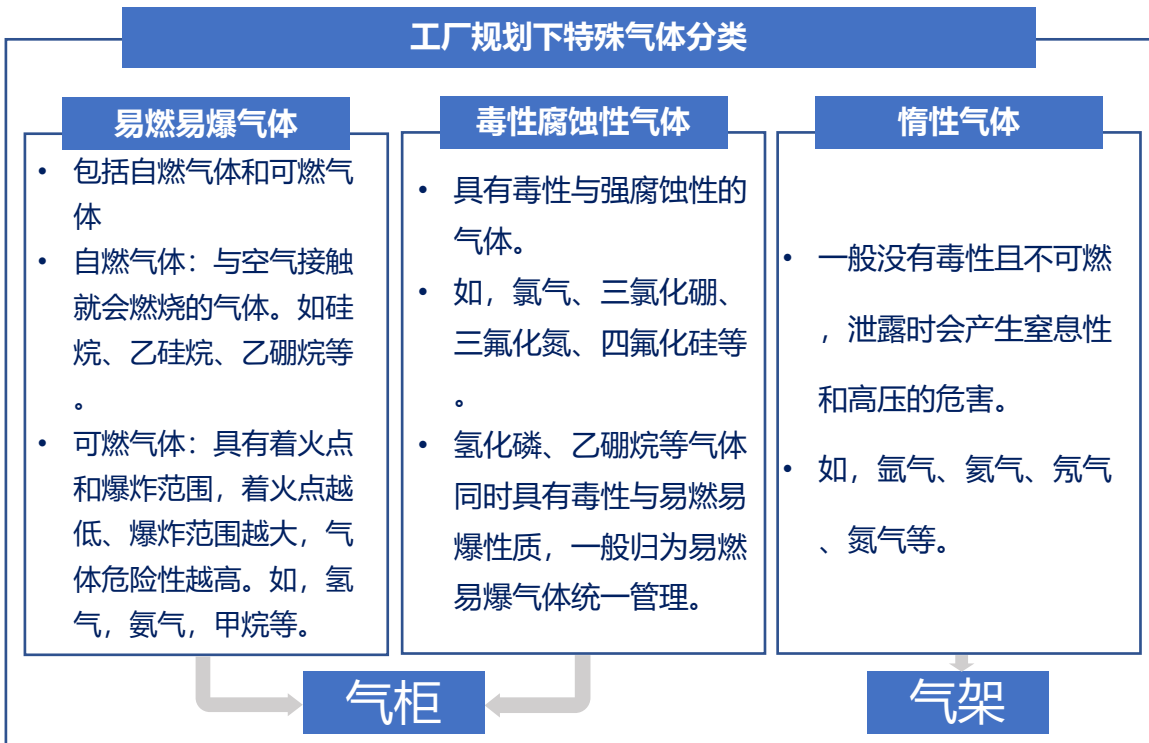 工厂规划下特殊气体分类
易燃易爆气体
• 包括自燃气体和可燃气
体
• 自燃气体：与空气接触
就会燃烧的气体。如硅
烷、乙硅烷、乙硼烷等
。
• 可燃气体：具有着火点
和爆炸范围，着火点越
低、爆炸范围越大，气
体危险性越高。如，氢
气，氨气，甲烷等。
毒性腐蚀性气体
• 具有毒性与强腐蚀性的
气体。
• 如，氯气、三氯化硼、
三氟化氮、四氟化硅等
。
• 氢化磷、乙硼烷等气体
同时具有毒性与易燃易
爆性质，一般归为易燃
易爆气体统一管理。
惰性气体
• 一般没有毒性且不可燃
，泄露时会产生窒息性
和高压的危害。
• 如，氩气、氦气、氖气
、氮气等。
气柜
气架